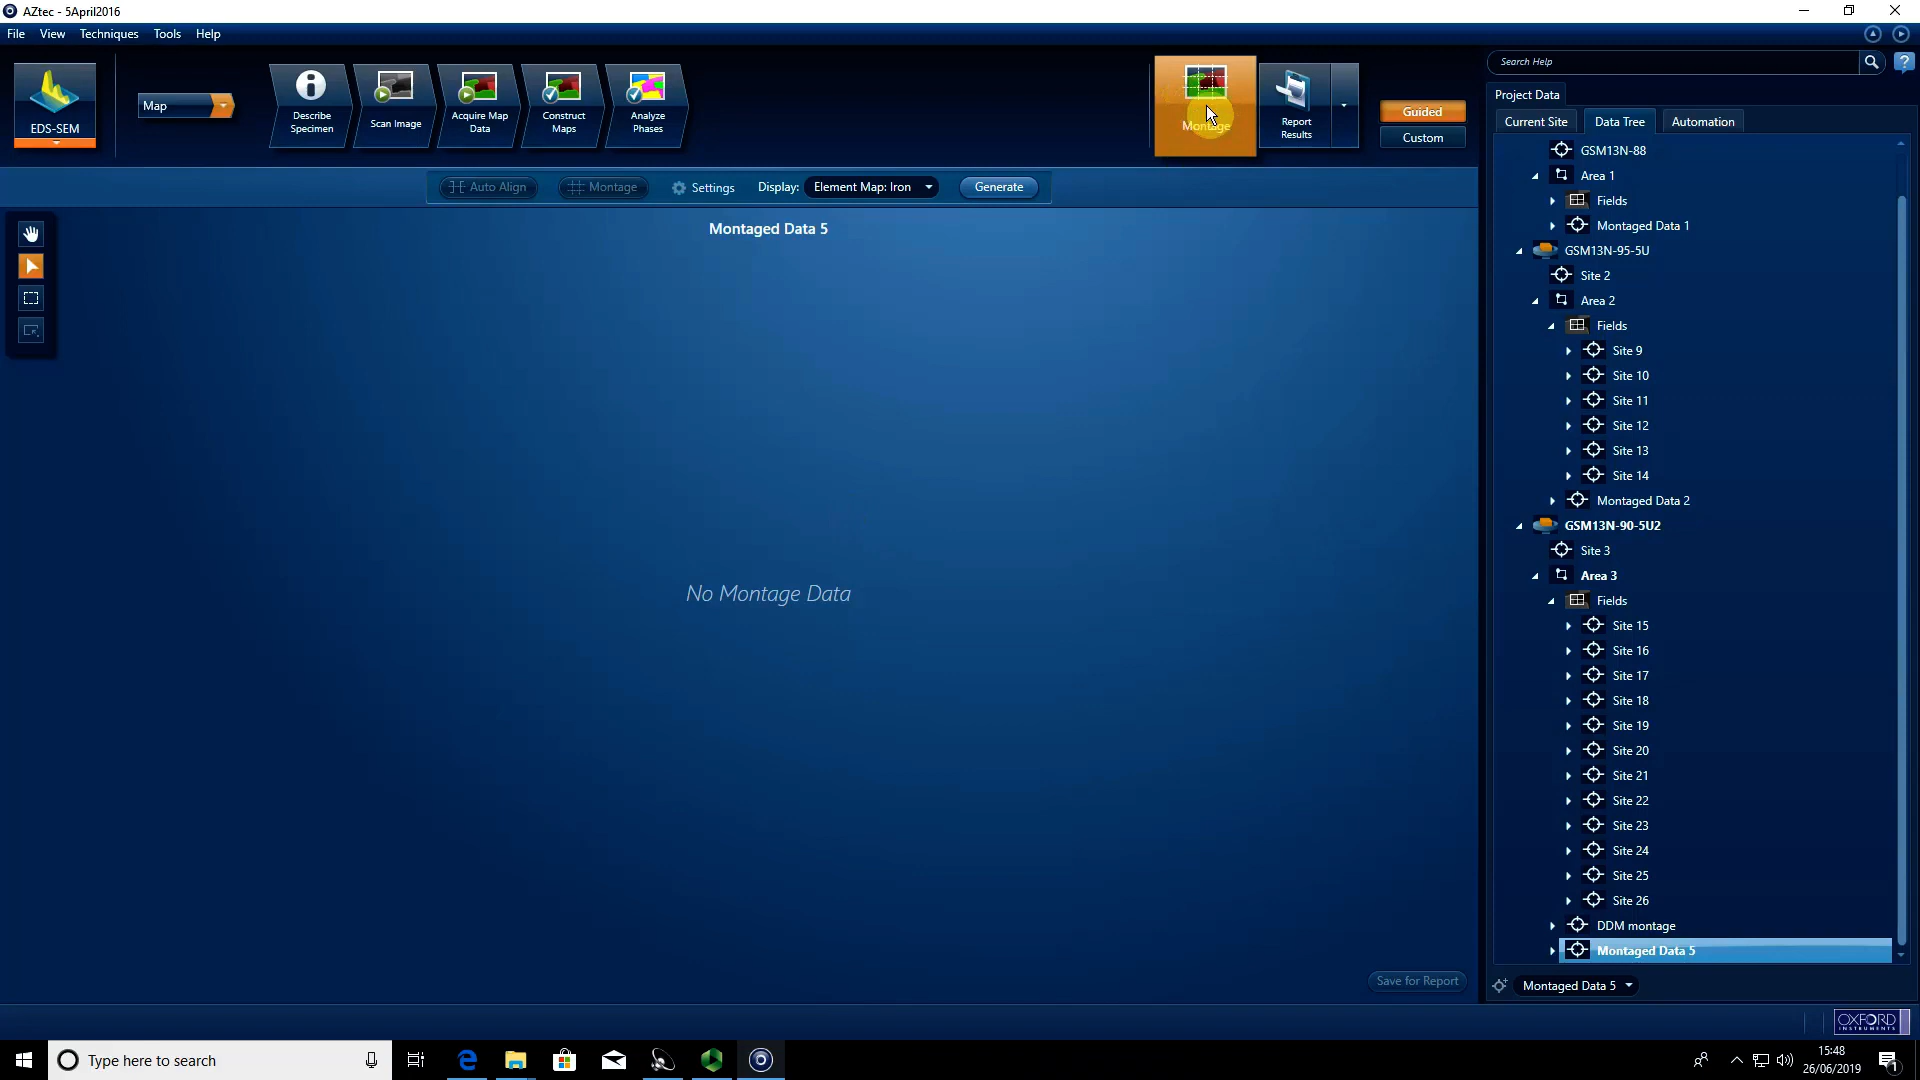 AZtec - 5April2016
File View Techniques Tools Help
EDS-SEM
Map
Describe
Specimen
Scan Image
Acquire Map
Data
Construct
Maps
Analyze
Phases
Montage
Report
Results
Guided
Custom
Search Help
?
Project Data
Current Site Data Tree Automation
Auto Align Montage Settings Display: Element Map: Iron Generate
Montaged Data 5
No Montage Data
Save for Report
GSM13N-88
Area 1
Fields
Montaged Data 1
GSM13N-95-5U
Site 2
Area 2
Fields
Site 9
Site 10
Site 11
Site 12
Site 13
Site 14
Montaged Data 2
GSM13N-90-5U2
Site 3
Area 3
Fields
Site 15
Site 16
Site 17
Site 18
Site 19
Site 20
Site 21
Site 22
Site 23
Site 24
Site 25
Site 26
DDM montage
Montaged Data 5
Montaged Data 5
OXFORD
INSTRUMENTS
Type here to search
15:48
26/06/2019
1